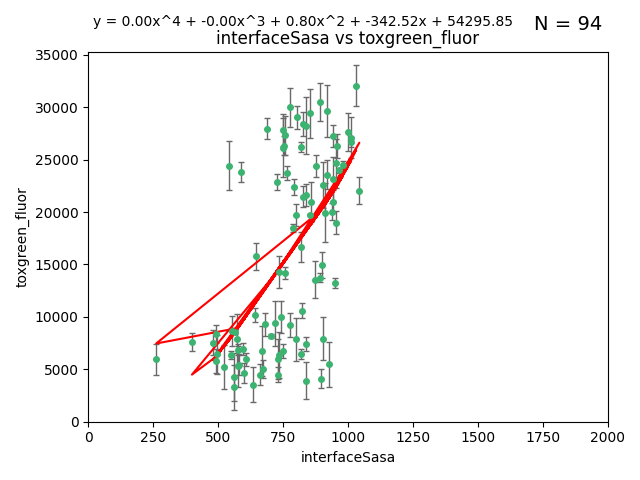 y = 0.00x^4 + -0.00x^3 + 0.80x^2 + -342.52x + 54295.85
N = 94
interfaceSasa vs toxgreen_fluor
35000
30000
25000
20000
15000
10000
5000
0
toxgreen_fluor
0 250 500 750 1000 1250 1500 1750 2000
interfaceSasa